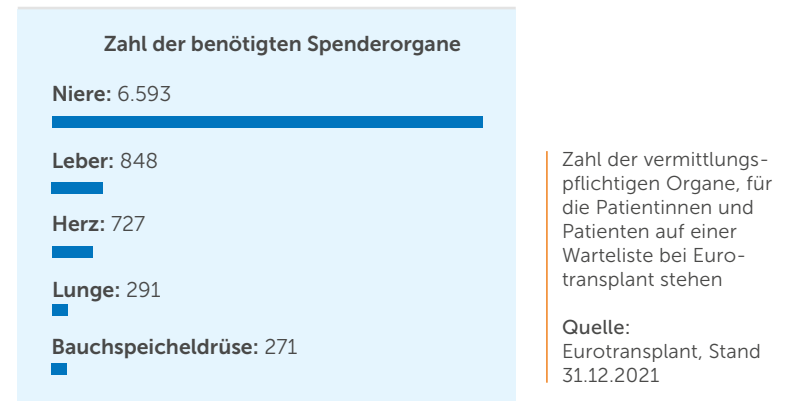 Zahl der benötigten Spenderorgane
Niere: 6.593
Leber: 848
Herz: 727
Lunge: 291
Bauchspeicheldrüse: 271
Zahl der vermittlungs-
pflichtigen Organe, für
die Patientinnen und
Patienten auf einer
Warteliste bei Euro-
transplant stehen
Quelle:
Eurotransplant, Stand
31.12.2021